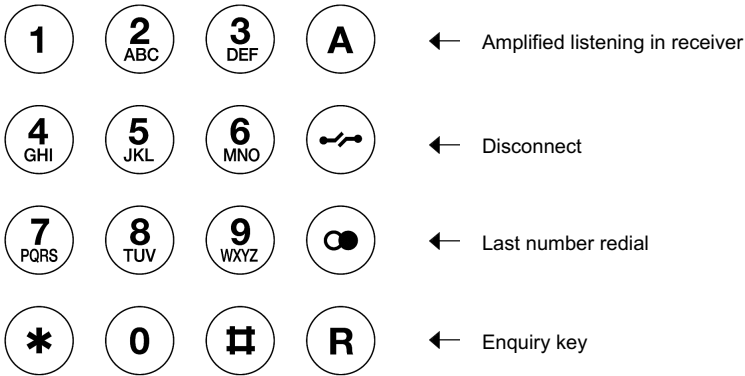 1 2 3 A Amplified listening in receiver
ABC DEF
4 5 6 Disconnect
GHI JKL MNO
7 8 9 Last number redial
PQRS TUV WXYZ
* 0 # R Enquiry key